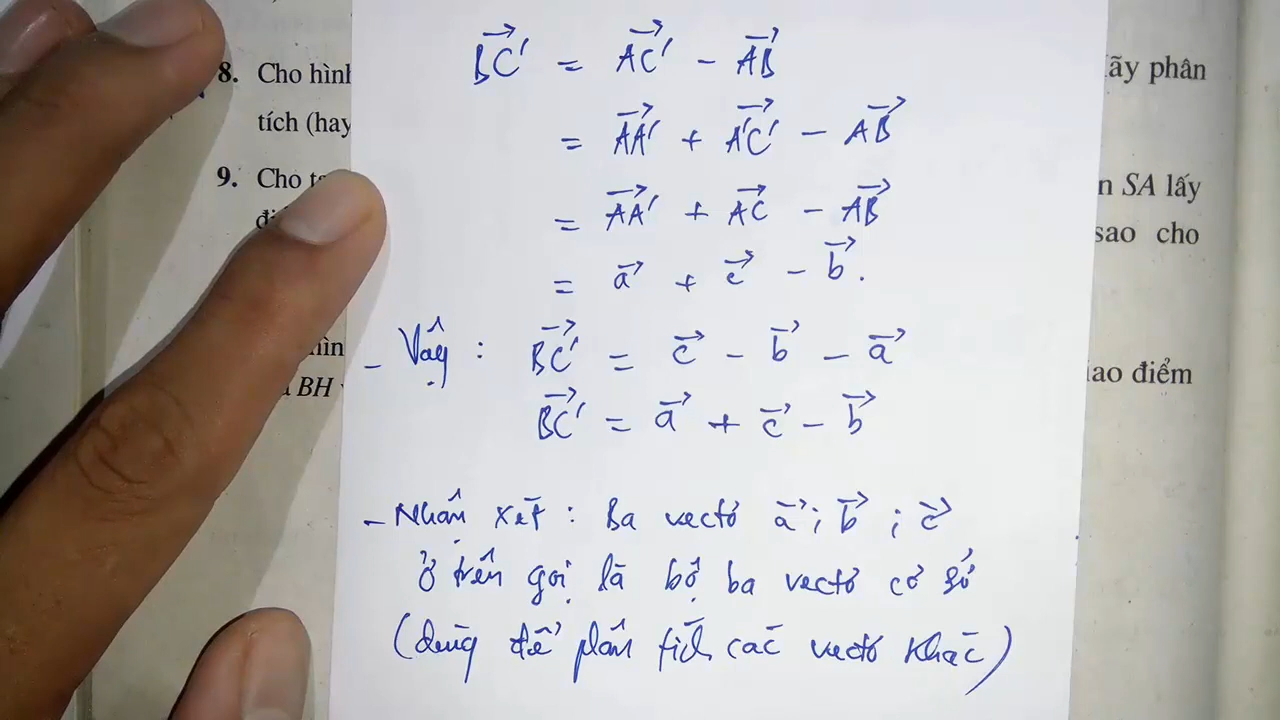 BC' = AC' - AB
8. Cho hình
ãy phân
= AA' + A'C' - AB
tích (hay
9. Cho
n SA lấy
= AA' + AC - AB
sao cho
= a + c - b.
- Vậy : BC' = c - b - a
BH
iao điểm
BC' = a + c - b
- Nhận xét : Ba vectơ a ; b ; c
ở trên gọi là bộ ba vectơ cơ sở
(dùng để phân tích các vectơ khác)